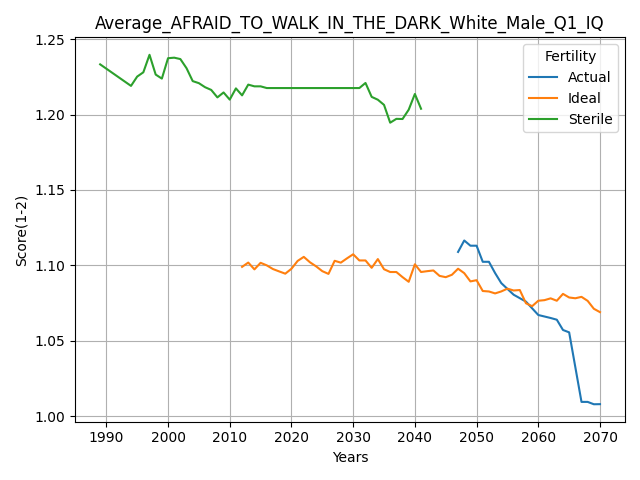 Average_AFRAID_TO_WALK_IN_THE_DARK_White_Male_Q1_IQ
1.25
1.20
1.15
1.10
1.05
1.00
Score(1-2)
Fertility
Actual
Ideal
Sterile
1990 2000 2010 2020 2030 2040 2050 2060 2070
Years